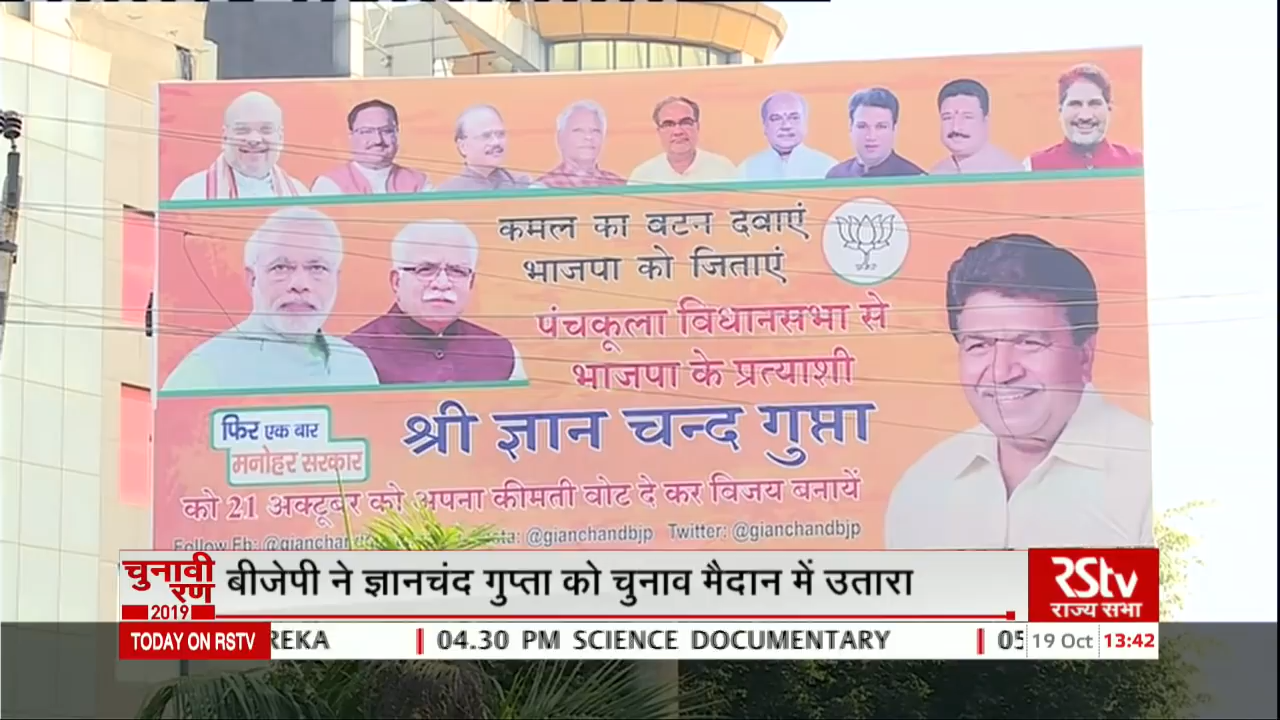 कमल का बटन दबाएं
भाजपा को जिताएं
पंचकूला विधानसभा से
भाजपा के प्रत्याशी
श्री ज्ञान चन्द गुप्ता
फिर एक बार
मनोहर सरकार
को 21 अक्टूबर को अपना कीमती वोट दे कर विजय बनायें
Follow Fb: @gianchan Insta: @gianchandbjp Twitter: @gianchandbjp
चुनावी
रण
2019
बीजेपी ने ज्ञानचंद गुप्ता को चुनाव मैदान में उतारा
RSTV
राज्य सभा
TODAY ON RSTV
REKA | 04.30 PM SCIENCE DOCUMENTARY | 05
19 Oct 13:42